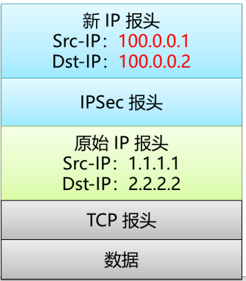 新 IP 报头
Src-IP：100.0.0.1
Dst-IP：100.0.0.2
IPSec 报头
原始 IP 报头
Src-IP：1.1.1.1
Dst-IP：2.2.2.2
TCP 报头
数据